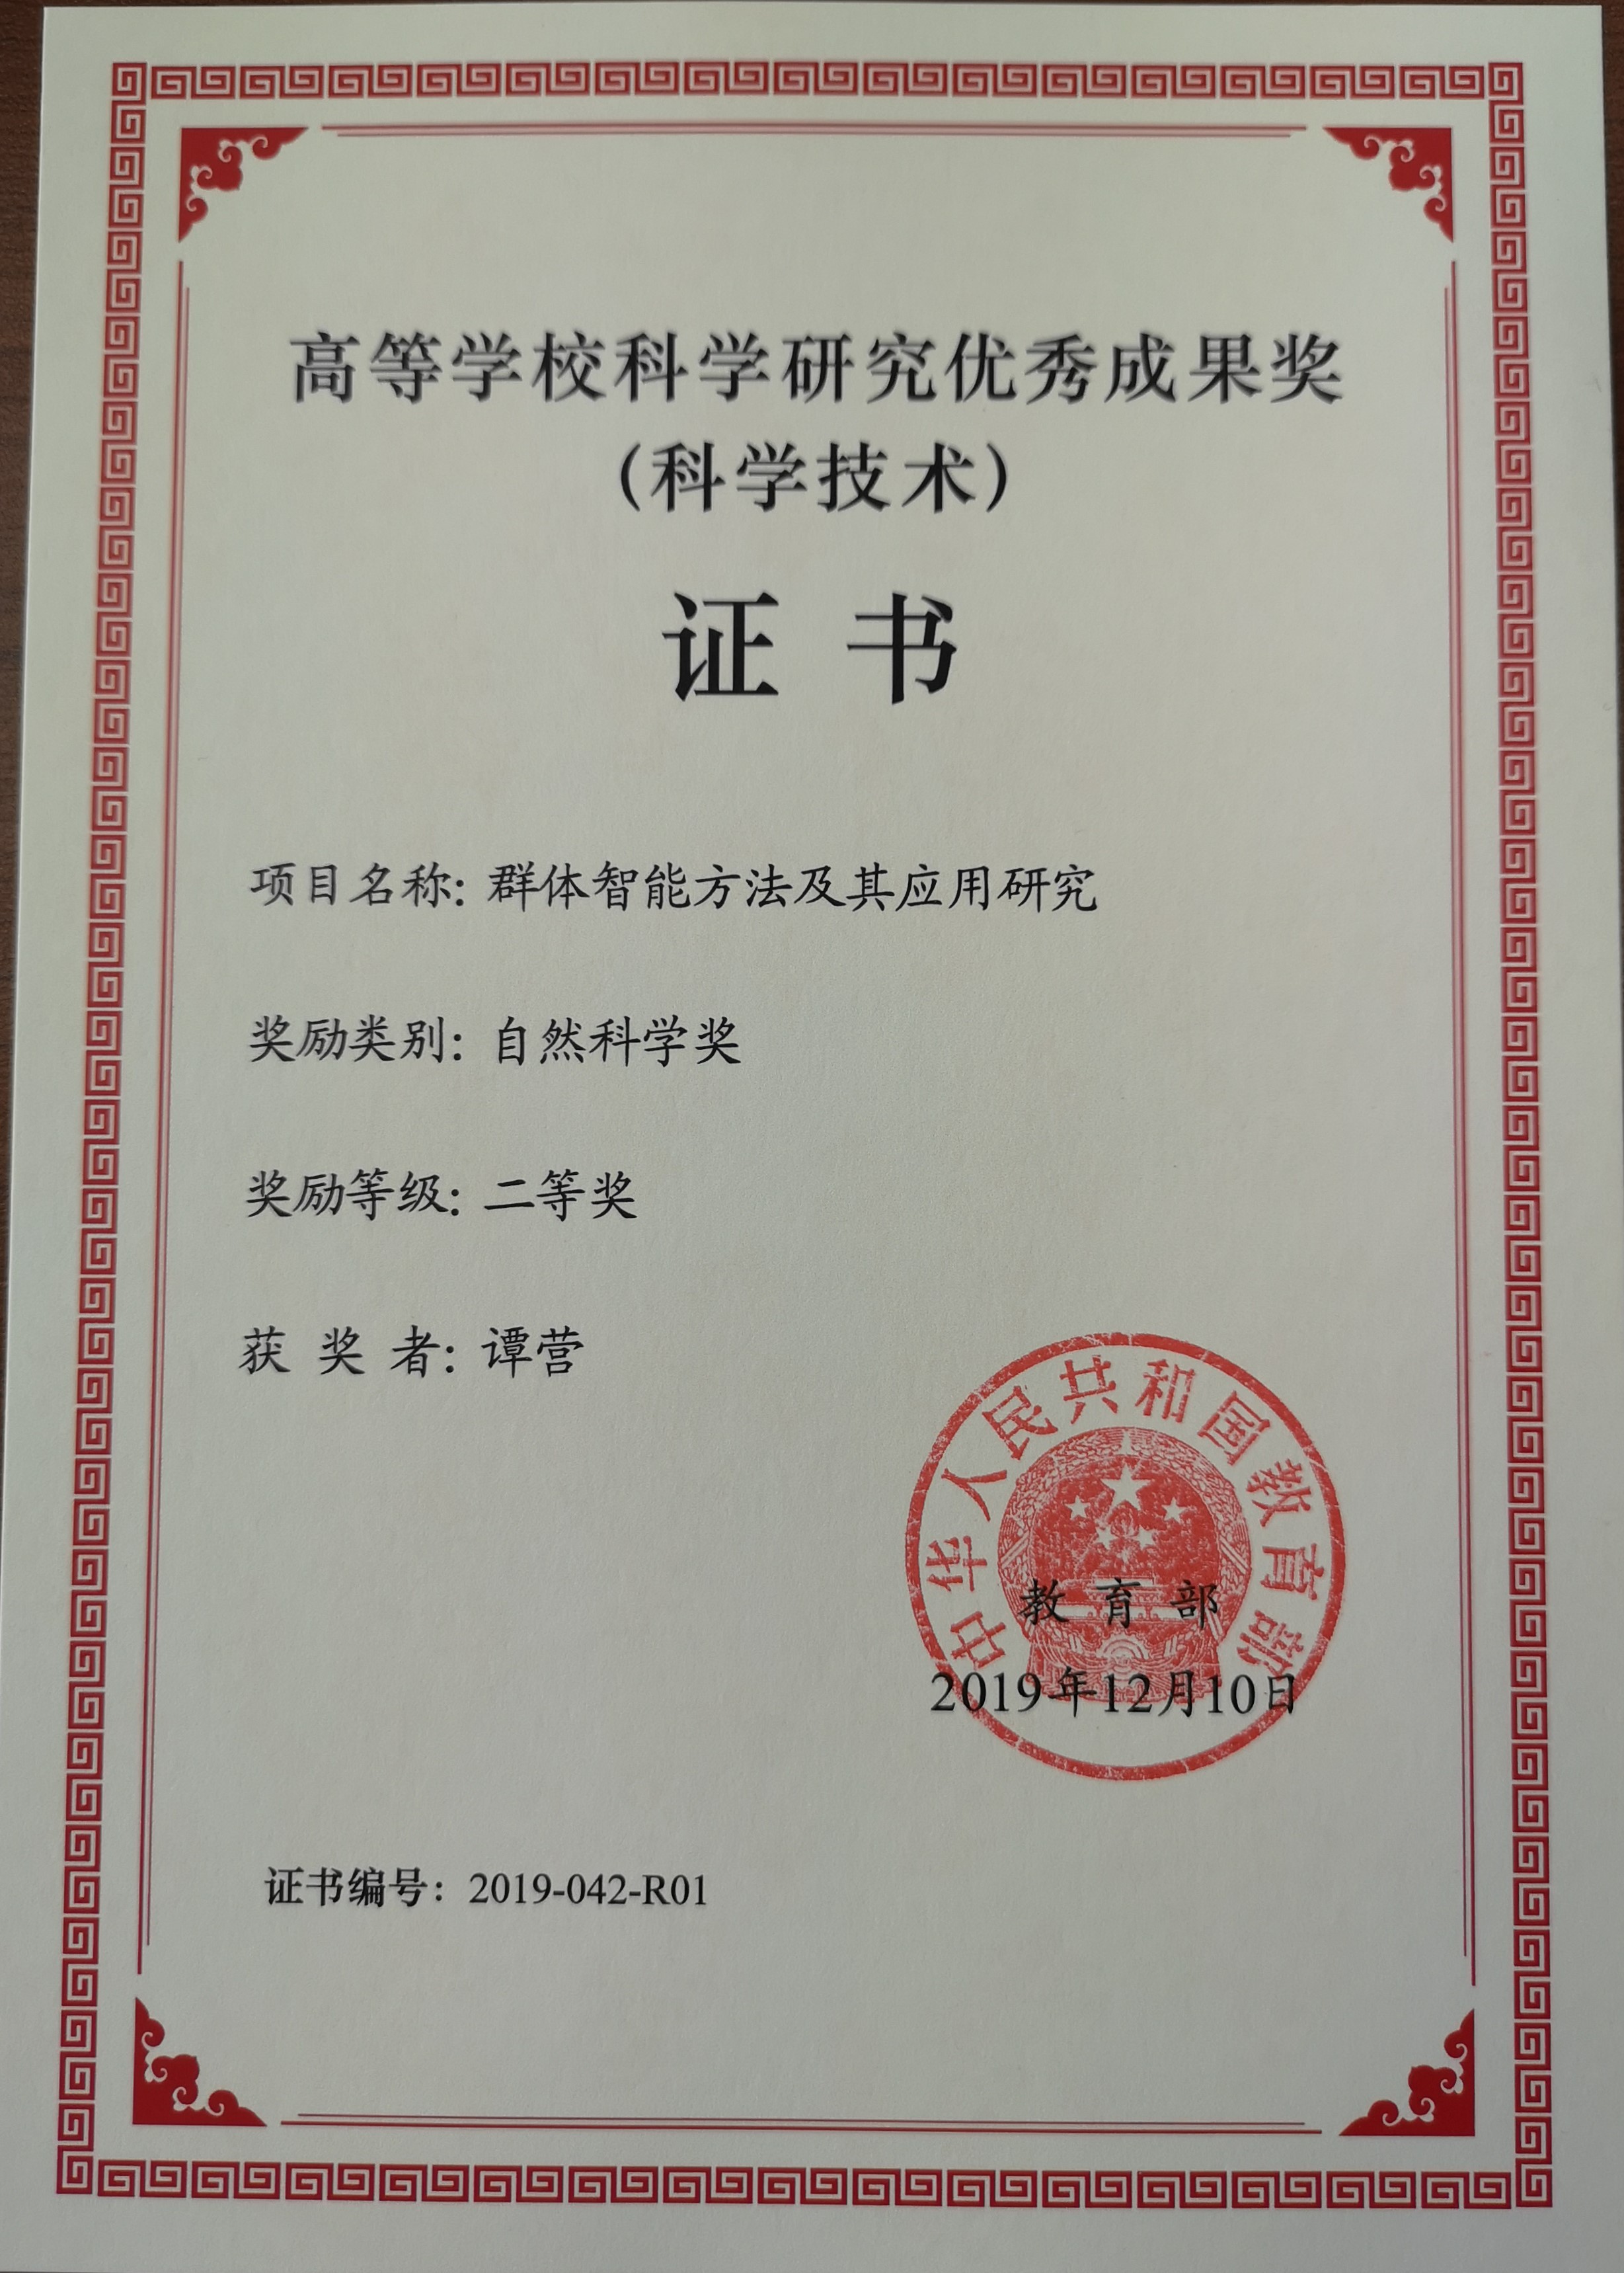 高等学校科学研究优秀成果奖
（科学技术）
证 书
项目名称：群体智能方法及其应用研究
奖励类别：自然科学奖
奖励等级：二等奖
获 奖 者：谭营
中华人民共和国教育部
教 育 部
2019年12月10日
证书编号：2019-042-R01